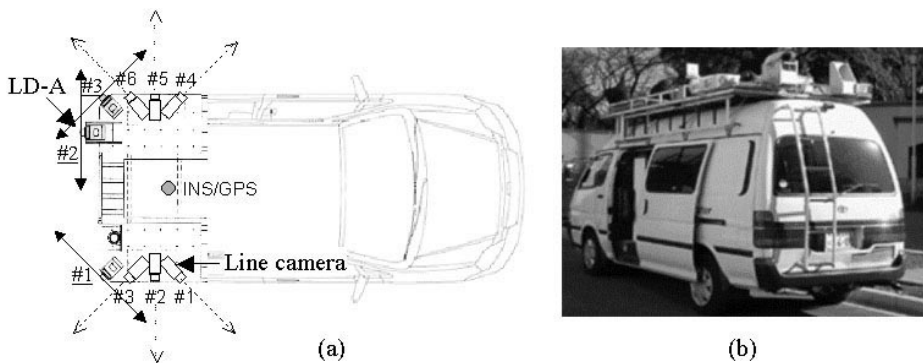 #6 #5 #4
#3
LD-A
#2
INS/GPS
#1
Line camera
#3 #2 #1
(a)
(b)